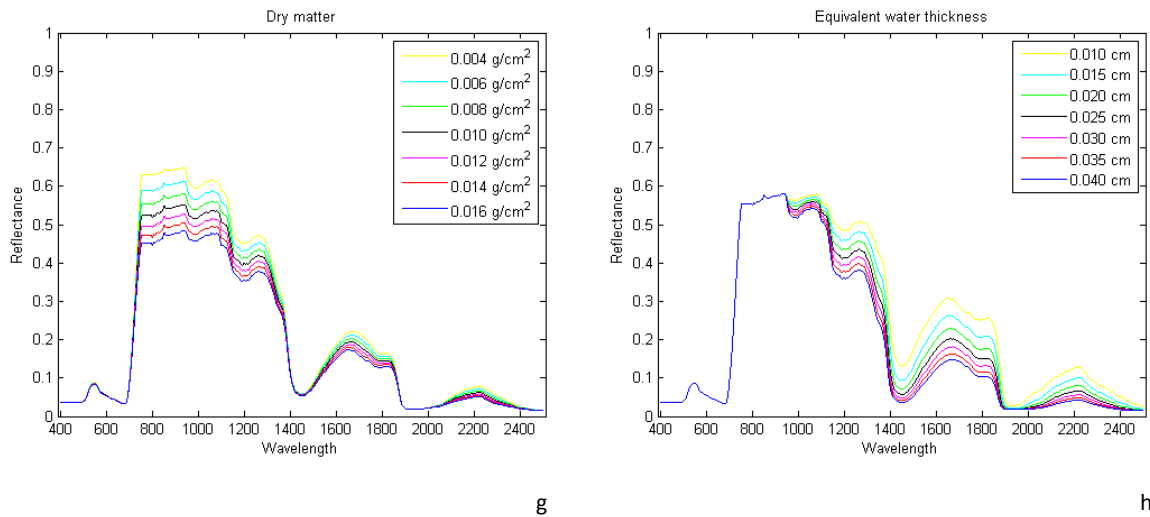 Dry matter
1
0.9
0.8
0.7
0.6
0.5
0.4
0.3
0.2
0.1
0
Reflectance
0.004 g/cm²
0.006 g/cm²
0.008 g/cm²
0.010 g/cm²
0.012 g/cm²
0.014 g/cm²
0.016 g/cm²
400 600 800 1000 1200 1400 1600 1800 2000 2200 2400
Wavelength
g
Equivalent water thickness
1
0.9
0.8
0.7
0.6
0.5
0.4
0.3
0.2
0.1
0
Reflectance
0.010 cm
0.015 cm
0.020 cm
0.025 cm
0.030 cm
0.035 cm
0.040 cm
400 600 800 1000 1200 1400 1600 1800 2000 2200 2400
Wavelength
h